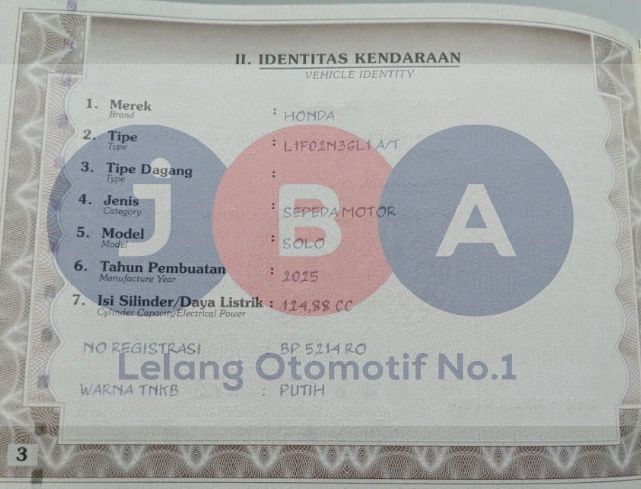 II. IDENTITAS KENDARAAN
VEHICLE IDENTITY
1. Merek : HONDA
Brand
2. Tipe : L1F02N36L1 A/T
Type
3. Tipe Dagang :
Type
4. Jenis : SEPEDA MOTOR
Category
5. Model : SOLO
Model
6. Tahun Pembuatan : 2025
Manufacture Year
7. Isi Silinder/Daya Listrik : 124,88 CC
Cylinder Capacity/Electrical Power
NO REGISTRASI : BP 5214 RO
WARNA TNKB : PUTIH
jBA
Lelang Otomotif No.1
3